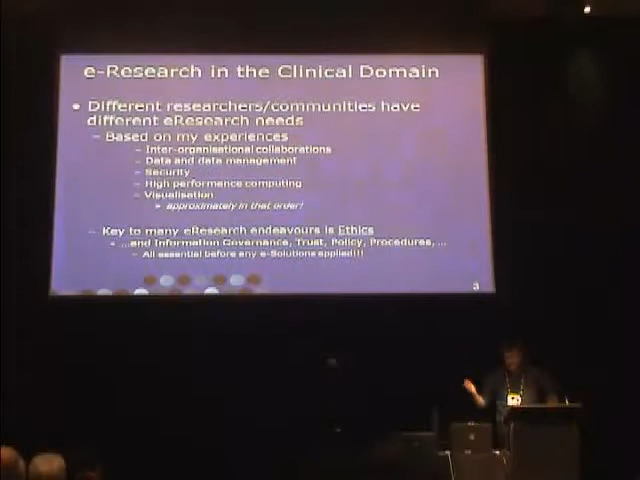 e-Research in the Clinical Domain
• Different researchers/communities have
different eResearch needs
– Based on my experiences
– Inter-organisational collaborations
– Data and data management
– Security
– High performance computing
– Visualisation
» approximately in that order!
– Key to many eResearch endeavours is Ethics
– …and Information Governance, Trust, Policy, Procedures, …
– All essential before any e-Solutions applied!!!
3